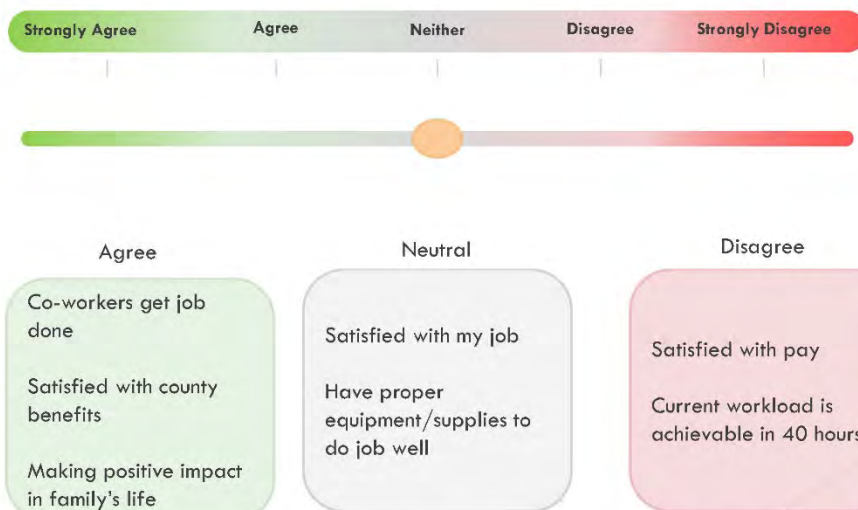 Strongly Agree Agree Neither Disagree Strongly Disagree
Agree
Co-workers get job
done
Satisfied with county
benefits
Making positive impact
in family's life
Neutral
Satisfied with my job
Have proper
equipment/supplies to
do job well
Disagree
Satisfied with pay
Current workload is
achievable in 40 hours